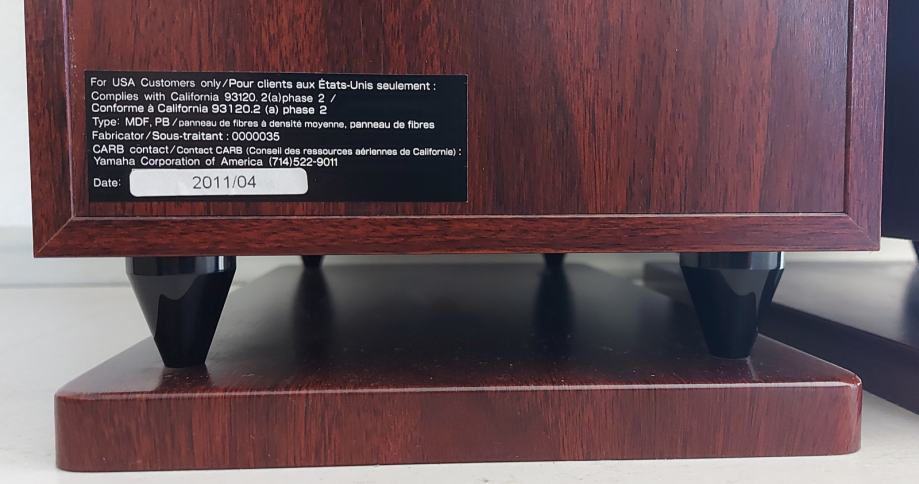 For USA Customers only/Pour clients aux États-Unis seulement :
Complies with California 93120.2(a)phase 2 /
Conforme à California 93120.2 (a) phase 2
Type: MDF, PB/panneau de fibres à densité moyenne, panneau de fibres
Fabricator/Sous-traitant : 0000035
CARB contact/Contact CARB (Conseil des ressources aériennes de Californie) :
Yamaha Corporation of America (714)522-9011
Date: 2011/04